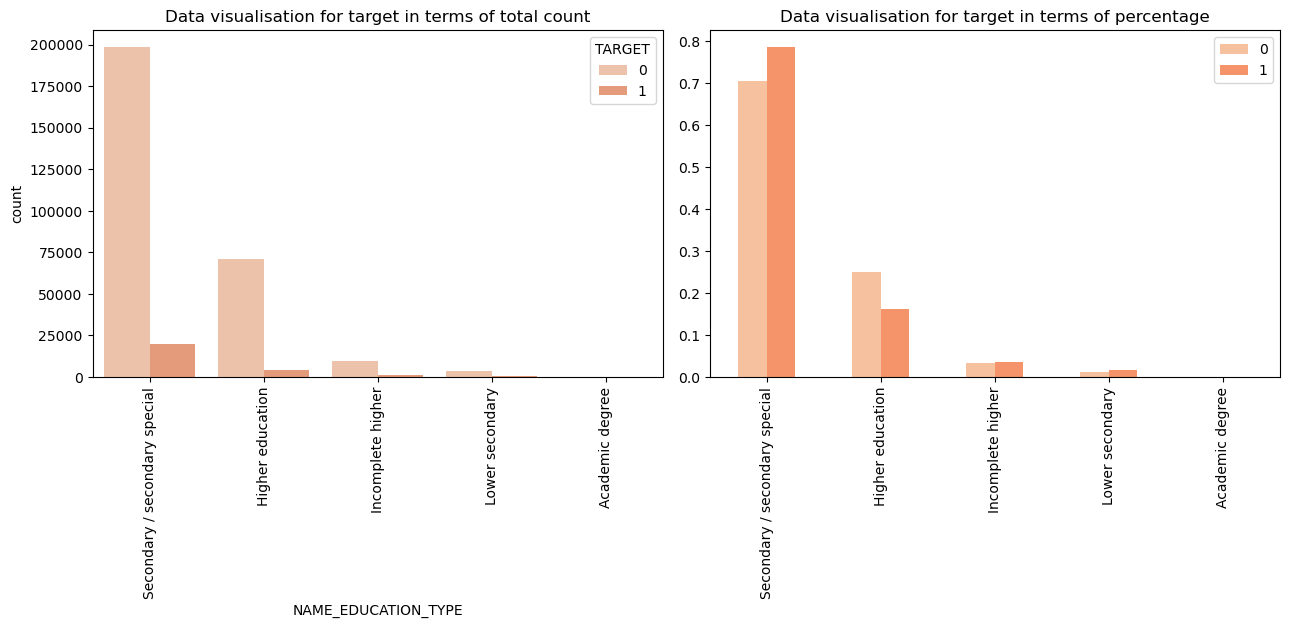 Data visualisation for target in terms of total count
200000
175000
150000
125000
100000
75000
50000
25000
0
count
TARGET
0
1
Secondary / secondary special
Higher education
Incomplete higher
Lower secondary
Academic degree
NAME_EDUCATION_TYPE
Data visualisation for target in terms of percentage
0.8
0.7
0.6
0.5
0.4
0.3
0.2
0.1
0.0
0
1
Secondary / secondary special
Higher education
Incomplete higher
Lower secondary
Academic degree